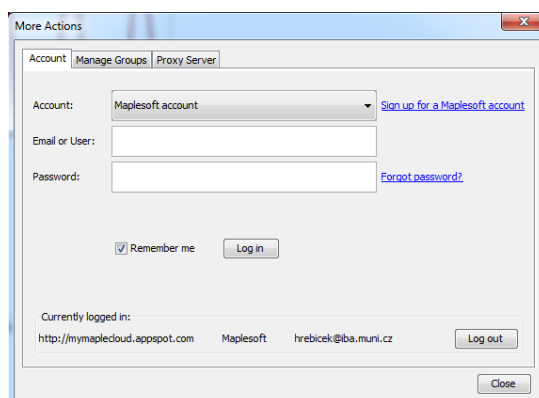 More Actions
Account Manage Groups Proxy Server
Account: Maplesoft account Sign up for a Maplesoft account
Email or User:
Password: Forgot password?
Remember me Log in
Currently logged in:
http://mymaplecloud.appspot.com Maplesoft hrebicek@iba.muni.cz Log out
Close